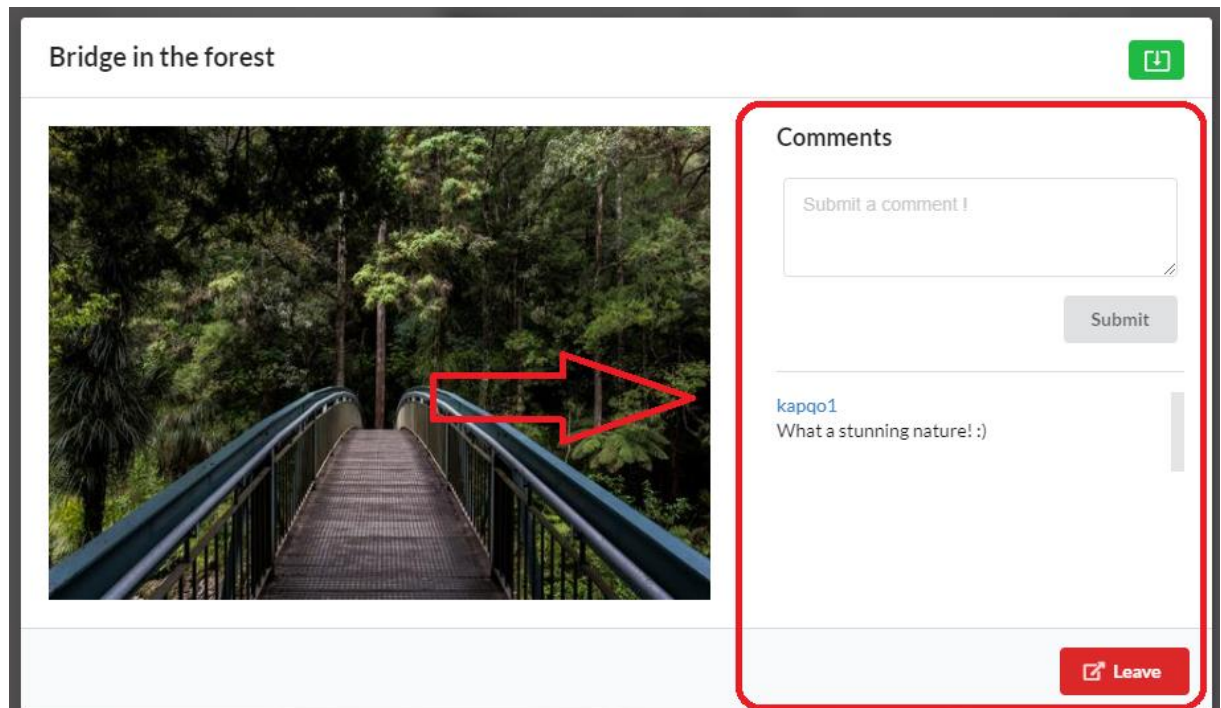 Bridge in the forest
Comments
Submit a comment !
Submit
kapqo1
What a stunning nature! :)
Leave